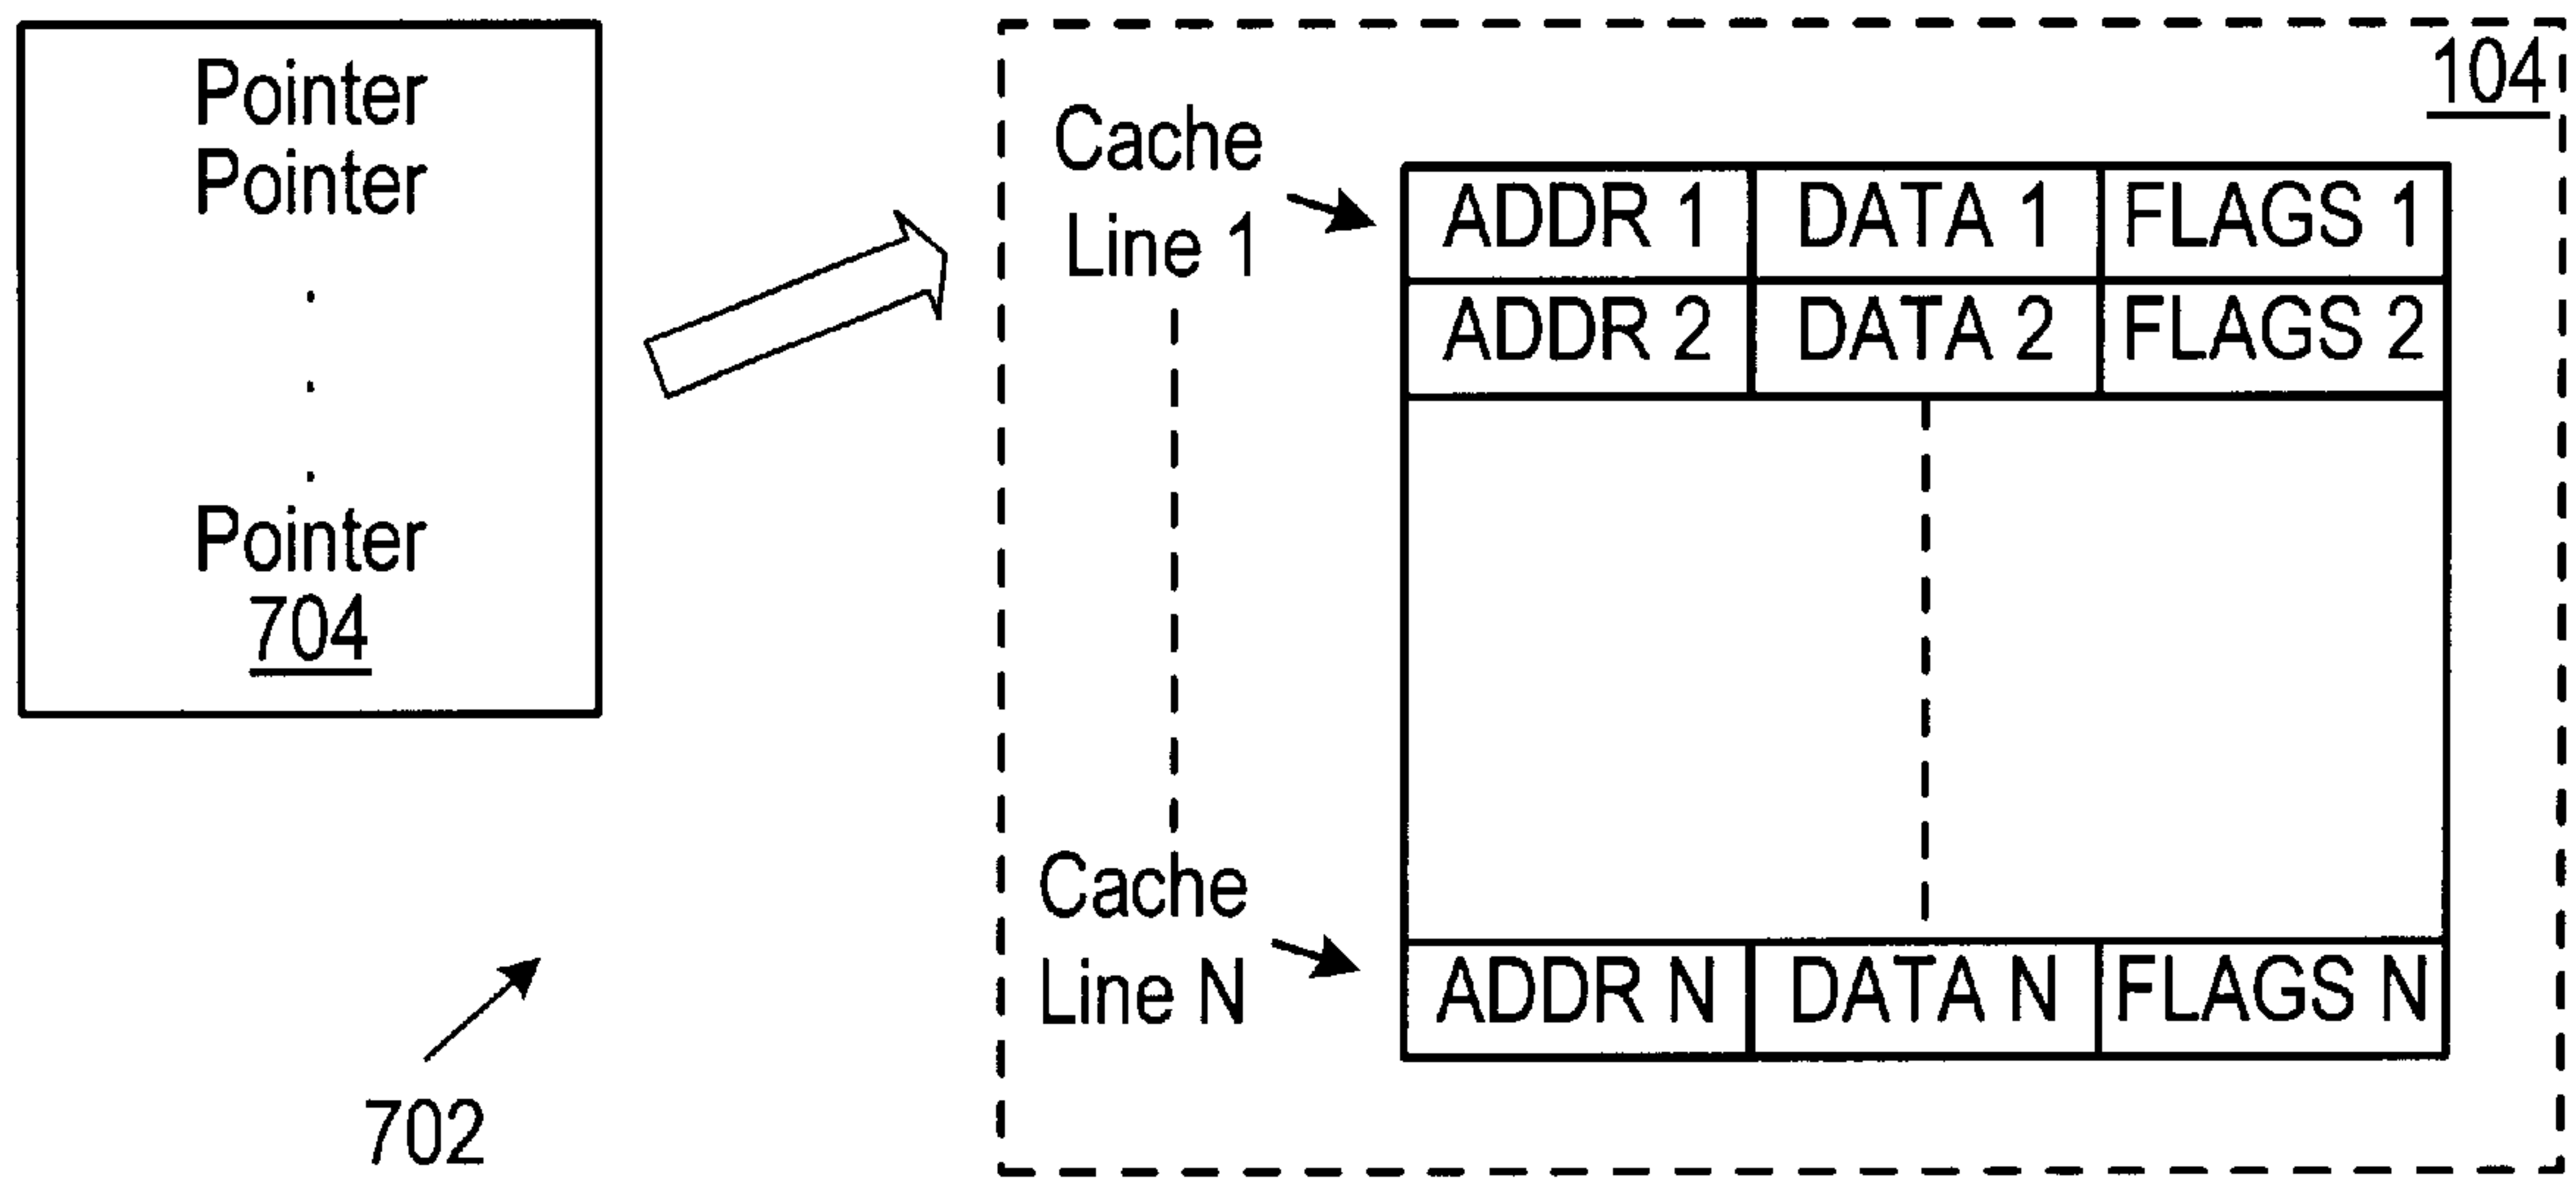 Pointer
Pointer
.
.
.
Pointer
704
702
104
Cache
Line 1
ADDR 1 DATA 1 FLAGS 1
ADDR 2 DATA 2 FLAGS 2
Cache
Line N
ADDR N DATA N FLAGS N